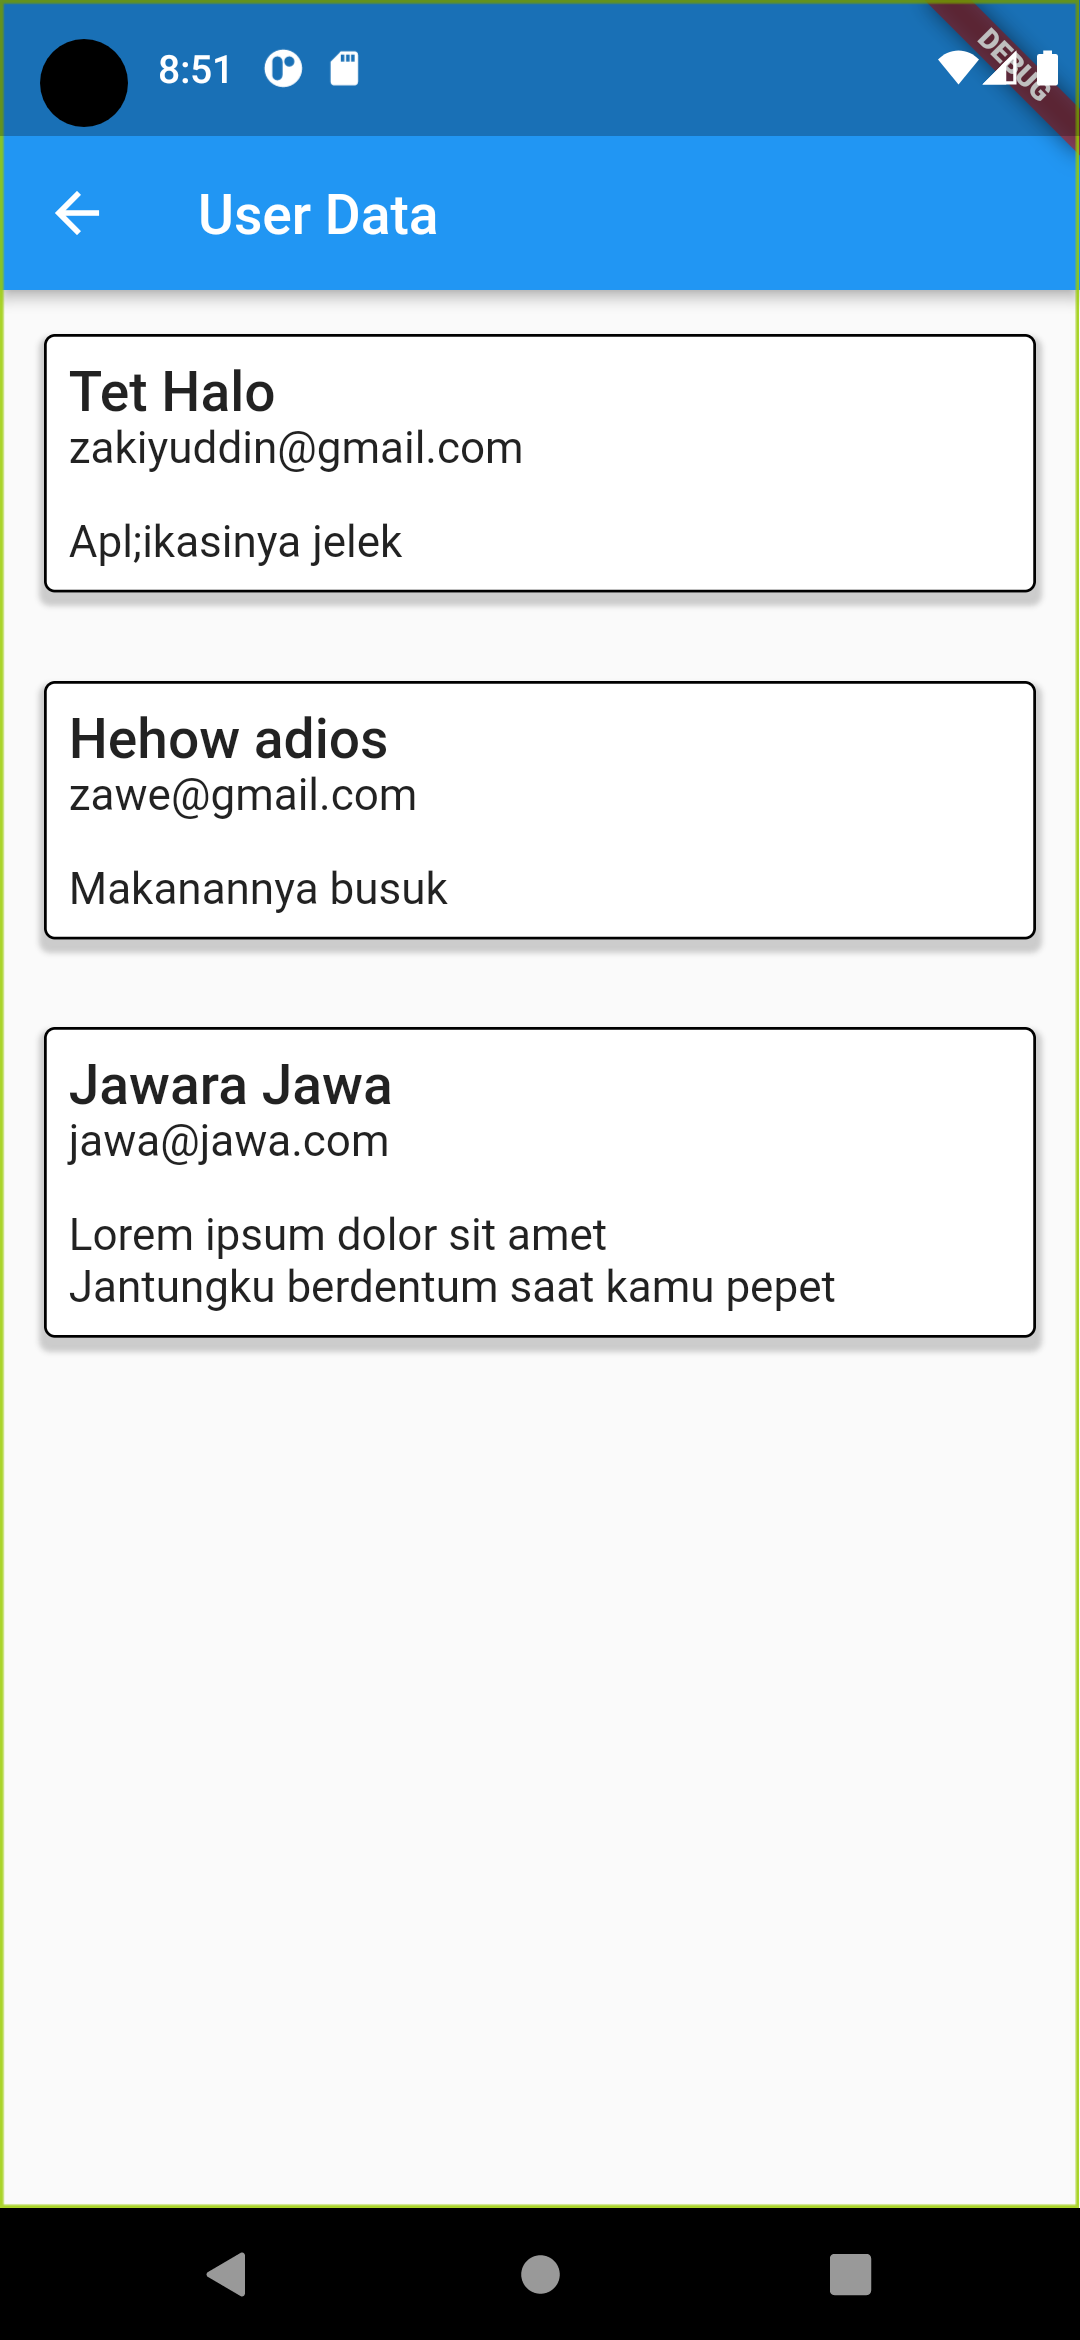 8:51
DEBUG
User Data
Tet Halo
zakiyuddin@gmail.com
Apl;ikasinya jelek
Hehow adios
zawe@gmail.com
Makanannya busuk
Jawara Jawa
jawa@jawa.com
Lorem ipsum dolor sit amet
Jantungku berdentum saat kamu pepet